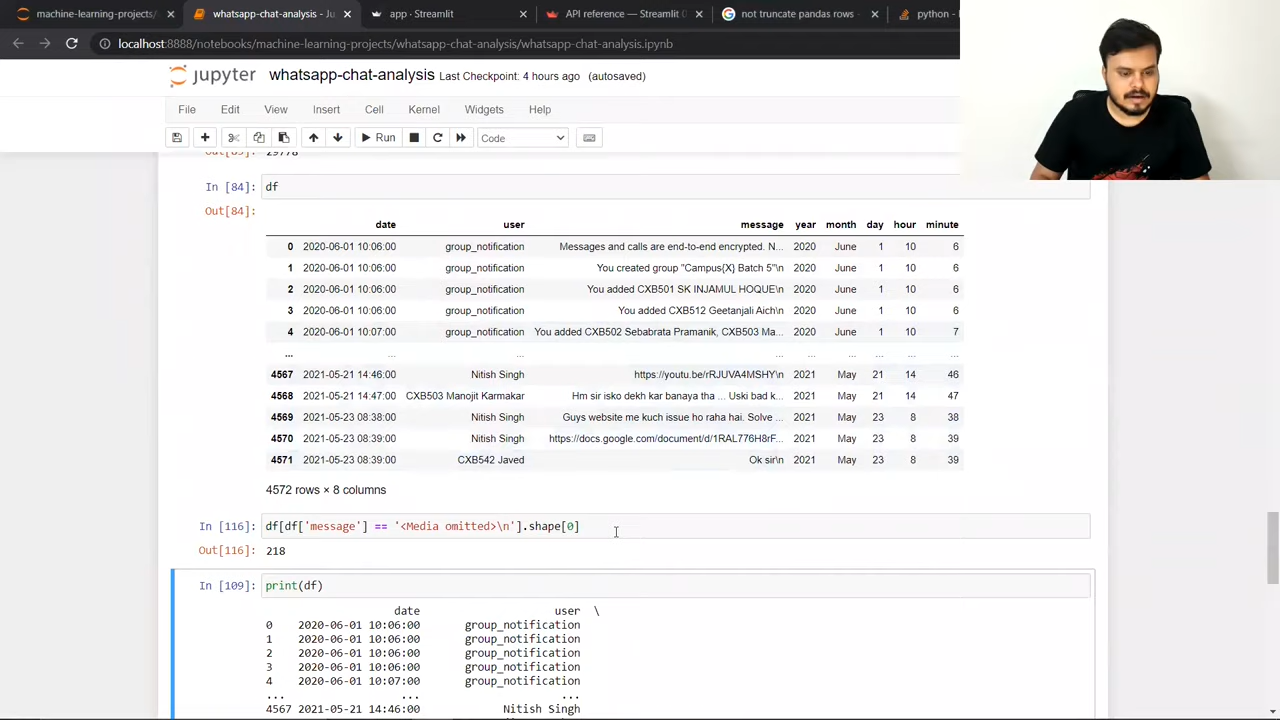 machine-learning-projects/what
whatsapp-chat-analysis - Ju
app · Streamlit
API reference — Streamlit 0
not truncate pandas rows -
python -
localhost:8888/notebooks/machine-learning-projects/whatsapp-chat-analysis/whatsapp-chat-analysis.ipynb
jupyter whatsapp-chat-analysis Last Checkpoint: 4 hours ago (autosaved)
File Edit View Insert Cell Kernel Widgets Help
Run Code
Out[83]: 29778
In [84]: df
Out[84]:
date user message year month day hour minute
0 2020-06-01 10:06:00 group_notification Messages and calls are end-to-end encrypted. N... 2020 June 1 10 6
1 2020-06-01 10:06:00 group_notification You created group "Campus{X} Batch 5"\n 2020 June 1 10 6
2 2020-06-01 10:06:00 group_notification You added CXB501 SK INJAMUL HOQUE\n 2020 June 1 10 6
3 2020-06-01 10:06:00 group_notification You added CXB512 Geetanjali Aich\n 2020 June 1 10 6
4 2020-06-01 10:07:00 group_notification You added CXB502 Sebabrata Pramanik, CXB503 Ma... 2020 June 1 10 7
... ... ... ... ... ... ... ... ...
4567 2021-05-21 14:46:00 Nitish Singh https://youtu.be/rRJUVA4MSHY\n 2021 May 21 14 46
4568 2021-05-21 14:47:00 CXB503 Manojit Karmakar Hm sir isko dekh kar banaya tha ... Uski bad k... 2021 May 21 14 47
4569 2021-05-23 08:38:00 Nitish Singh Guys website me kuch issue ho raha hai. Solve ... 2021 May 23 8 38
4570 2021-05-23 08:39:00 Nitish Singh https://docs.google.com/document/d/1RAL776H8rF... 2021 May 23 8 39
4571 2021-05-23 08:39:00 CXB542 Javed Ok sir\n 2021 May 23 8 39
4572 rows × 8 columns
In [116]: df[df['message'] == '<Media omitted>\n'].shape[0]
Out[116]: 218
In [109]: print(df)
date user \
0 2020-06-01 10:06:00 group_notification
1 2020-06-01 10:06:00 group_notification
2 2020-06-01 10:06:00 group_notification
3 2020-06-01 10:06:00 group_notification
4 2020-06-01 10:07:00 group_notification
... ... ...
4567 2021-05-21 14:46:00 Nitish Singh